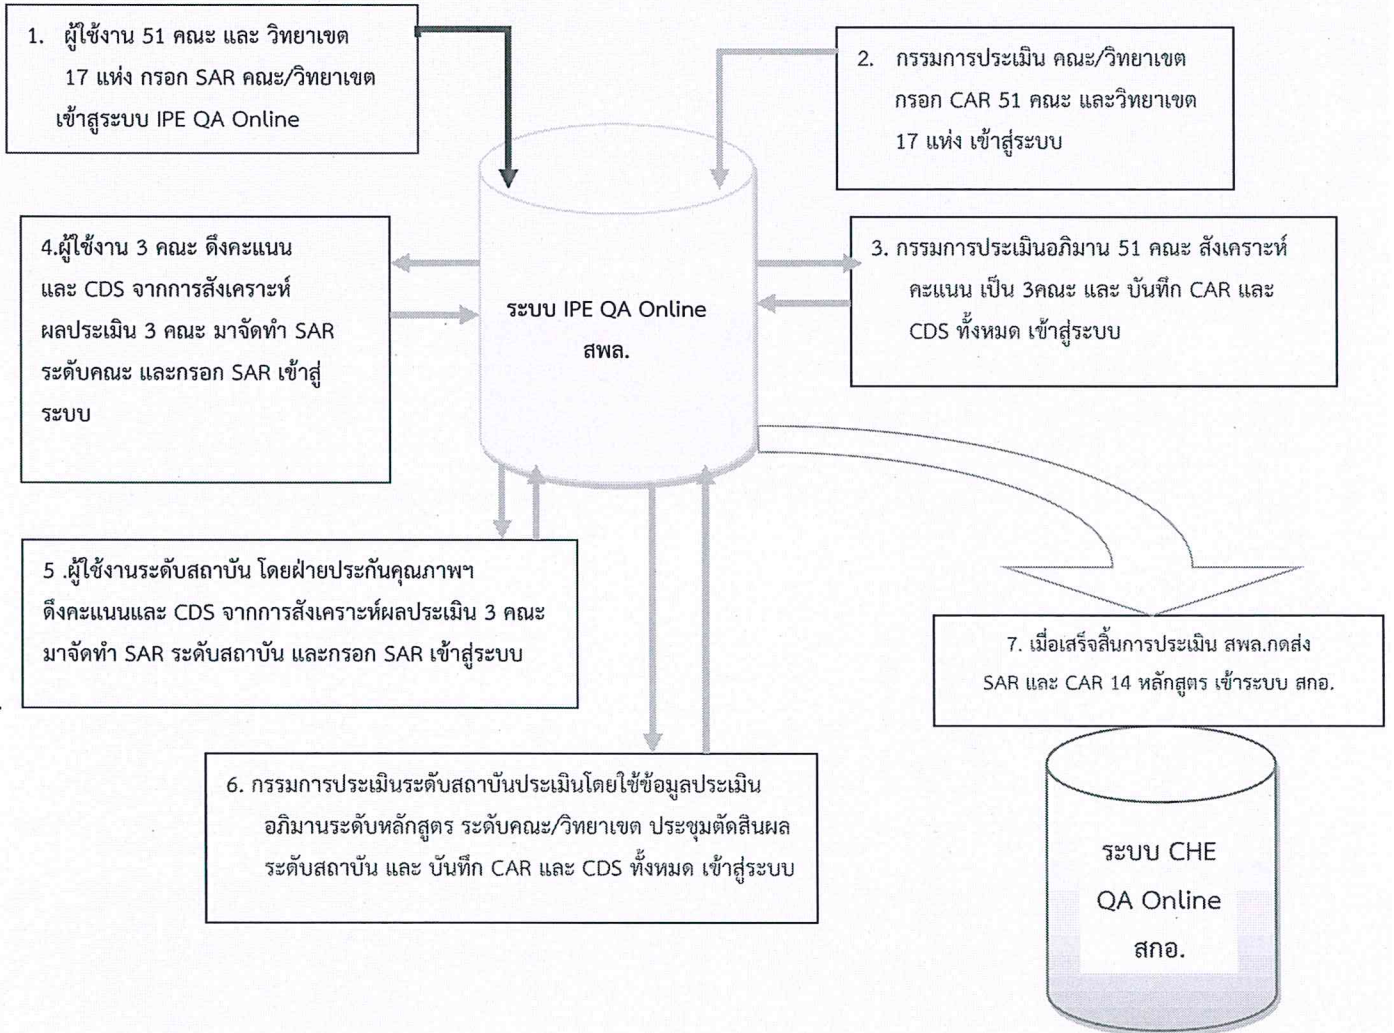 1. ผู้ใช้งาน 51 คณะ และ วิทยาเขต
17 แห่ง กรอก SAR คณะ/วิทยาเขต
เข้าสู่ระบบ IPE QA Online
2. กรรมการประเมิน คณะ/วิทยาเขต
กรอก CAR 51 คณะ และวิทยาเขต
17 แห่ง เข้าสู่ระบบ
4.ผู้ใช้งาน 3 คณะ ดึงคะแนน
และ CDS จากการสังเคราะห์
ผลประเมิน 3 คณะ มาจัดทำ SAR
ระดับคณะ และกรอก SAR เข้าสู่
ระบบ
ระบบ IPE QA Online
สพล.
3. กรรมการประเมินอภิมาน 51 คณะ สังเคราะห์
คะแนน เป็น 3คณะ และ บันทึก CAR และ
CDS ทั้งหมด เข้าสู่ระบบ
5 .ผู้ใช้งานระดับสถาบัน โดยฝ่ายประกันคุณภาพฯ
ดึงคะแนนและ CDS จากการสังเคราะห์ผลประเมิน 3 คณะ
มาจัดทำ SAR ระดับสถาบัน และกรอก SAR เข้าสู่ระบบ
7. เมื่อเสร็จสิ้นการประเมิน สพล.กดส่ง
SAR และ CAR 14 หลักสูตร เข้าระบบ สกอ.
6. กรรมการประเมินระดับสถาบันประเมินโดยใช้ข้อมูลประเมิน
อภิมานระดับหลักสูตร ระดับคณะ/วิทยาเขต ประชุมตัดสินผล
ระดับสถาบัน และ บันทึก CAR และ CDS ทั้งหมด เข้าสู่ระบบ
ระบบ CHE
QA Online
สกอ.